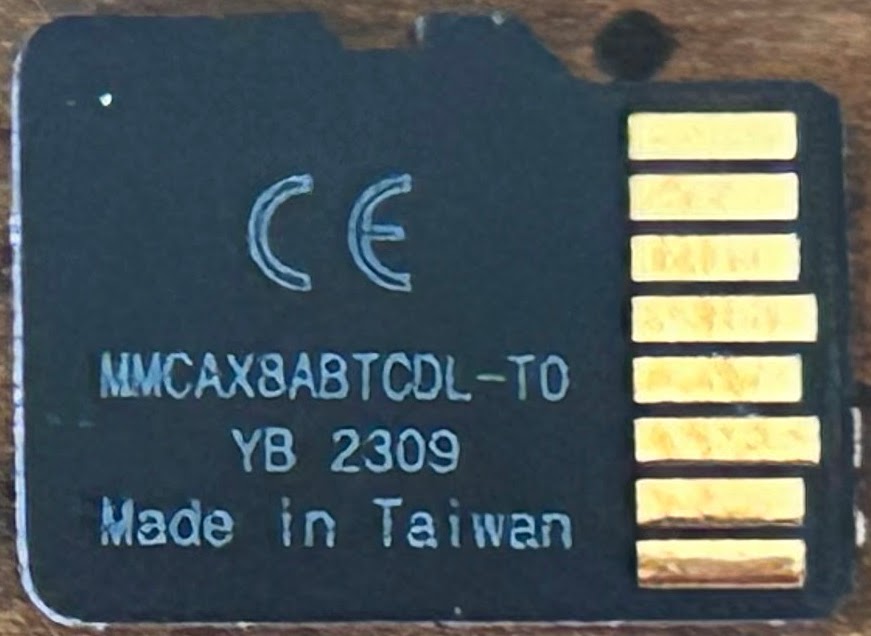 CE
MMCAX8ABTCDL-T0
YB 2309
Made in Taiwan